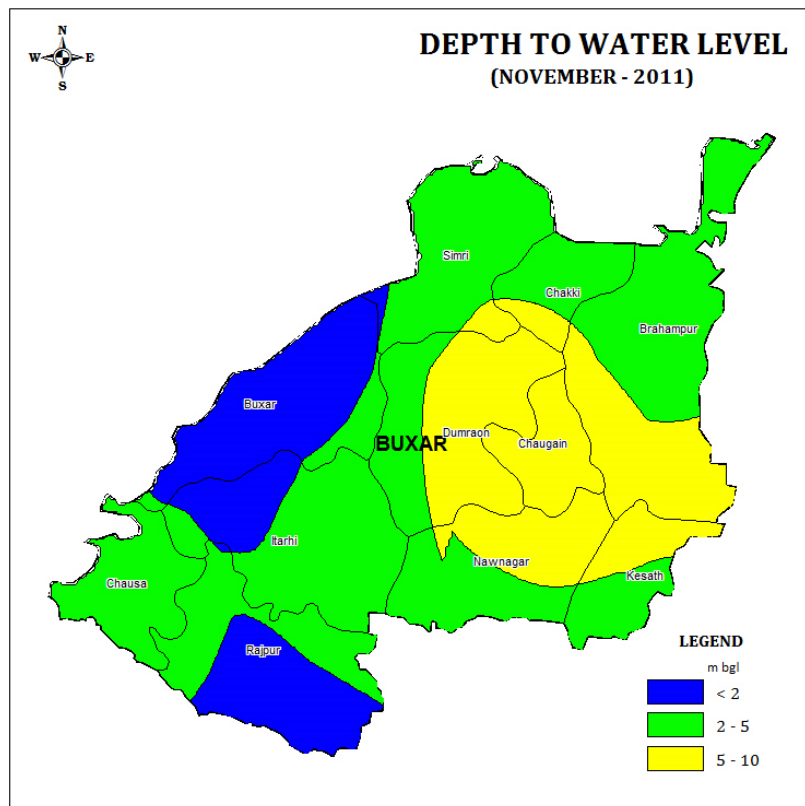 N
W E
S
DEPTH TO WATER LEVEL
(NOVEMBER - 2011)
Simri
Chakki
Brahampur
Buxar
Dumraon
BUXAR
Chaugain
Itarhi
Nawnagar
Chausa
Kesath
Rajpur
LEGEND
m bgl
< 2
2 - 5
5 - 10